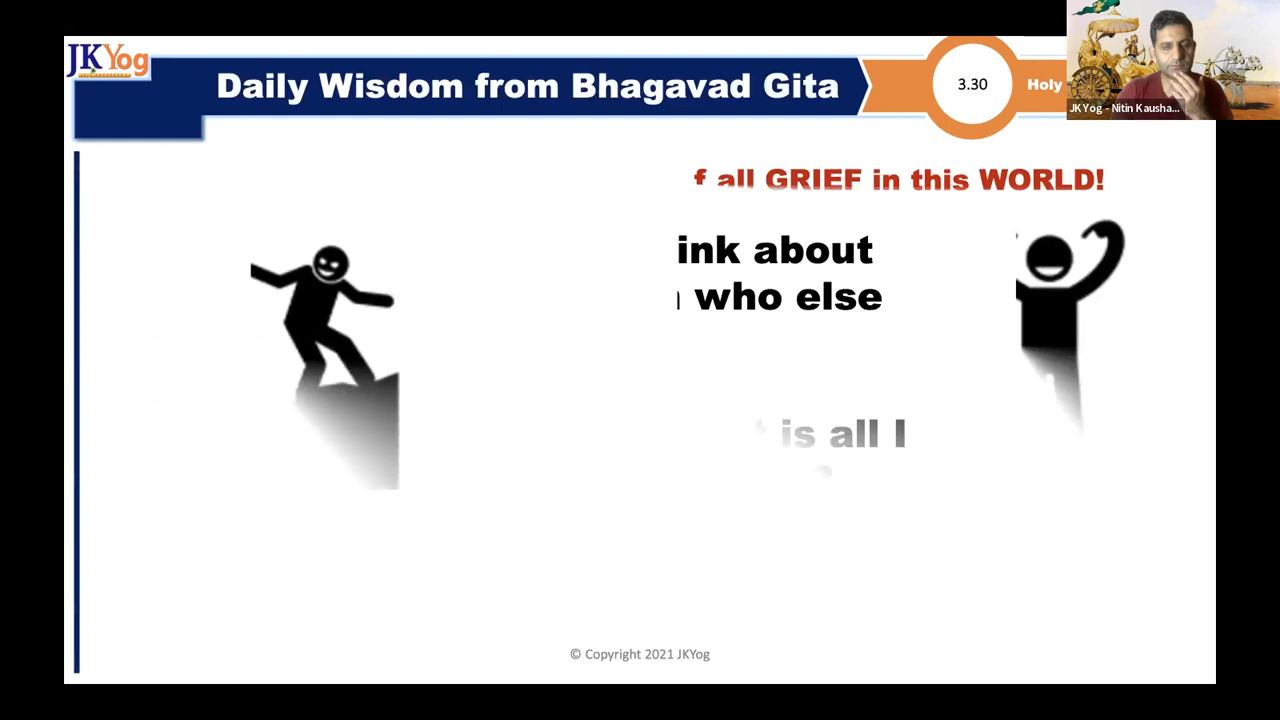 JKYog
Daily Wisdom from Bhagavad Gita
3.30
Holy
JKYog - Nitin Kausha...
f all GRIEF in this WORLD!
ink about
who else
is all I
© Copyright 2021 JKYog